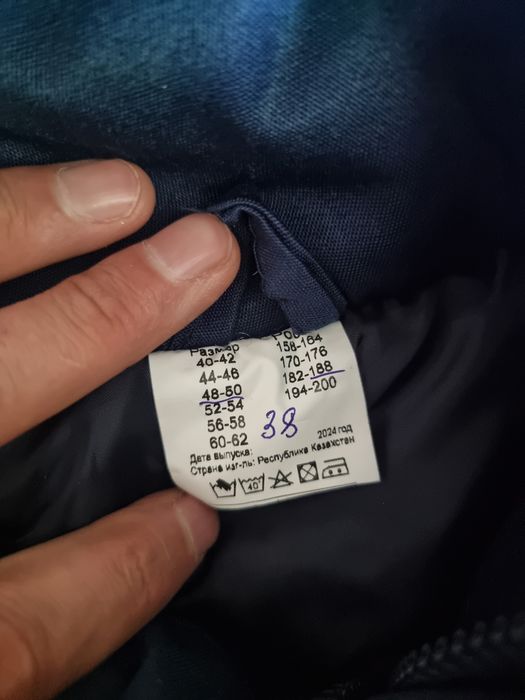 Размер Рост
40-42 158-164
44-46 170-176
48-50 182-188
52-54 194-200
56-58
60-62 38
Дата выпуска: 2024 год
Страна изг-ль: Республика Казахстан
40